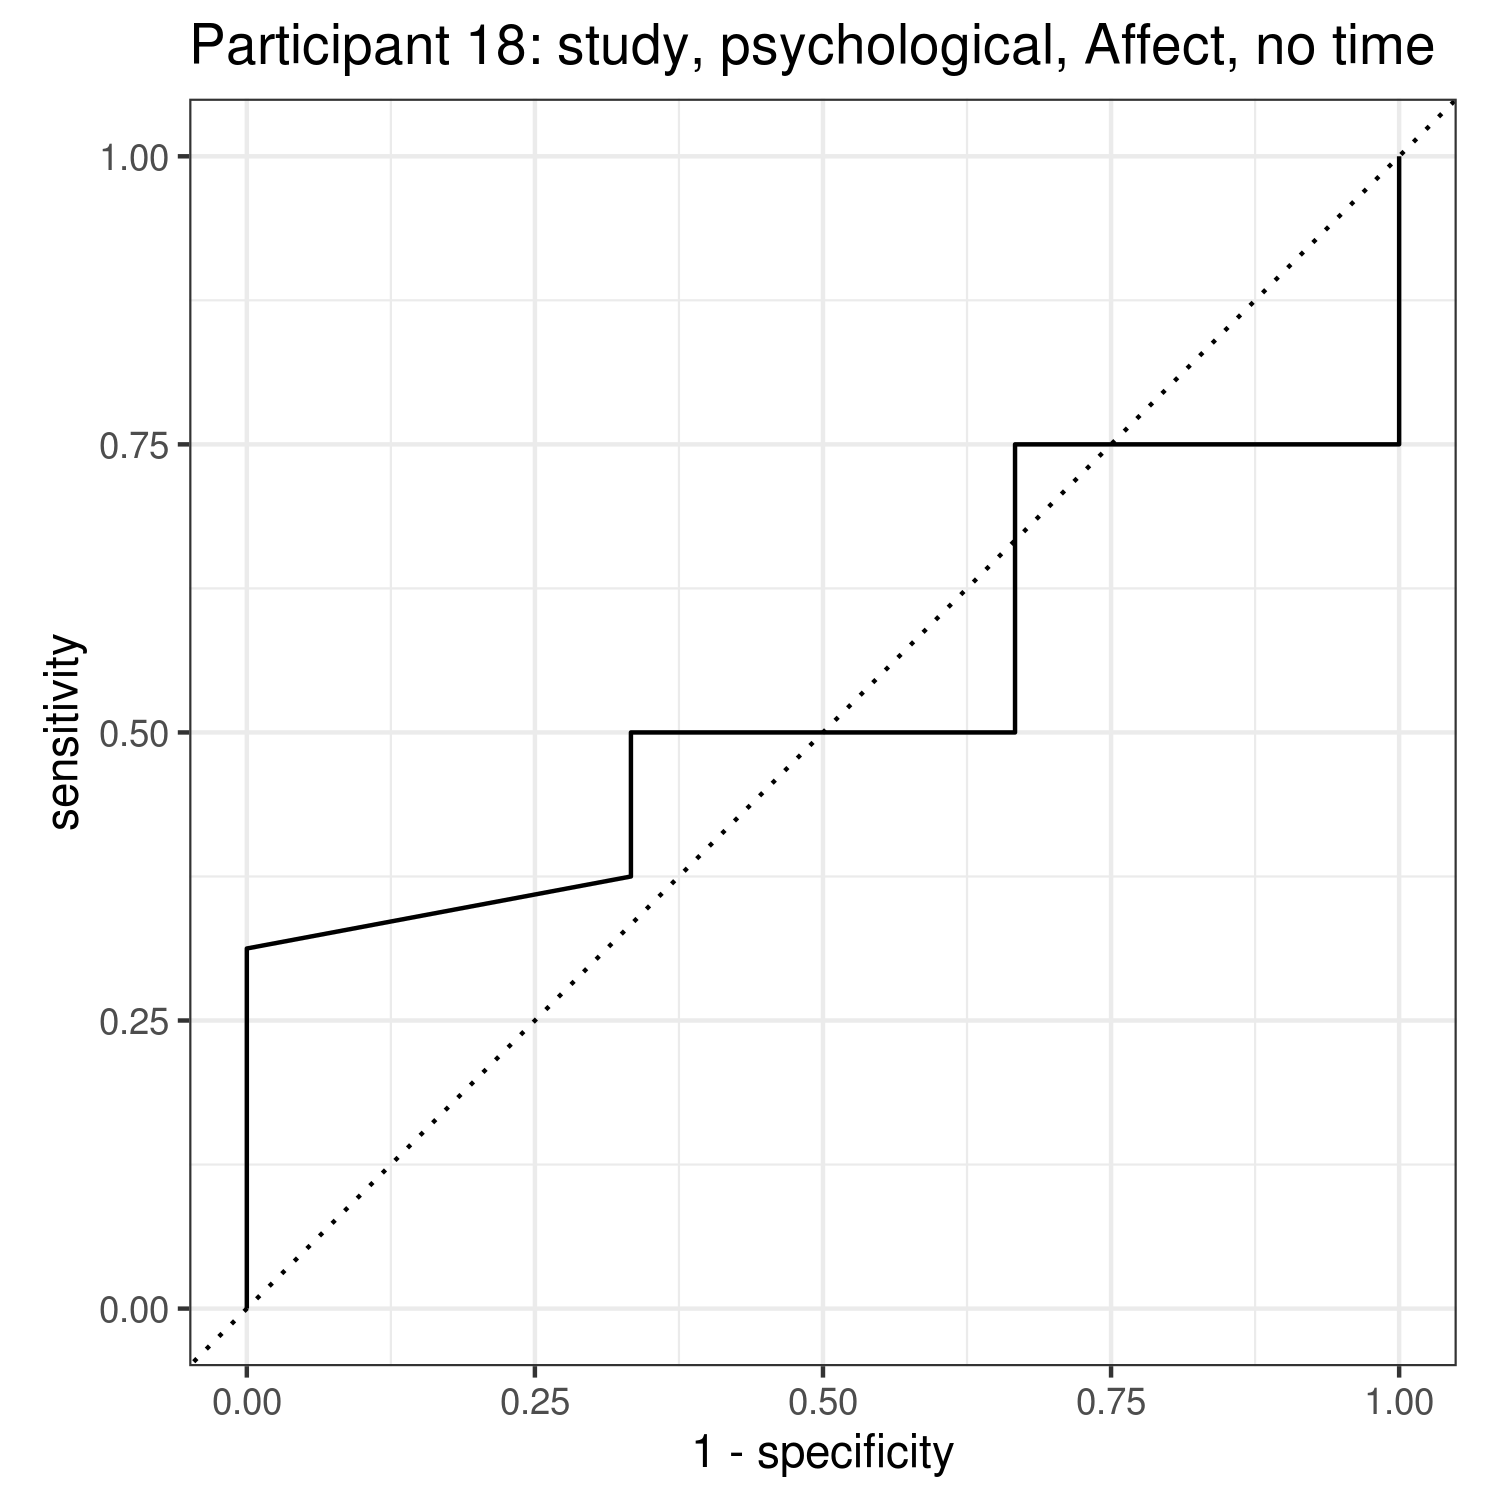 Participant 18: study, psychological, Affect, no time
1.00
0.75
0.50
0.25
0.00
sensitivity
0.00 0.25 0.50 0.75 1.00
1 - specificity